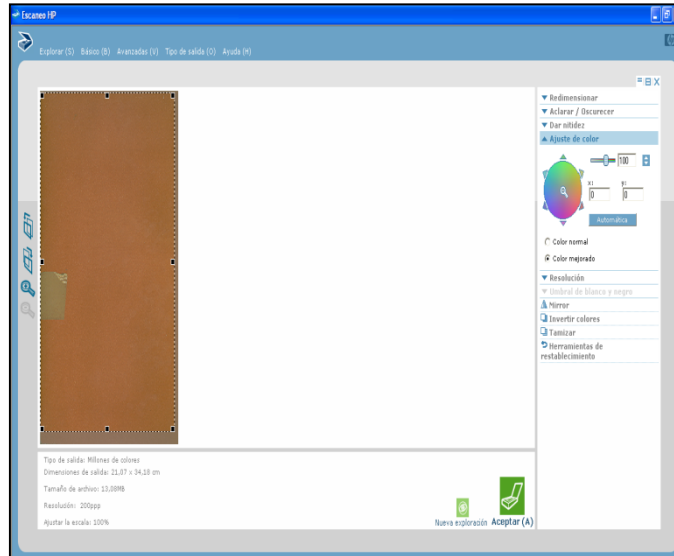 Escaneo HP
Explorar (S) Básico (B) Avanzadas (V) Tipo de salida (O) Ayuda (H)
Redimensionar
Aclarar / Oscurecer
Dar nitidez
Ajuste de color
100
x: y:
0 0
Automática
Color normal
Color mejorado
Resolución
Umbral de blanco y negro
Mirror
Invertir colores
Tamizar
Herramientas de
restablecimiento
Tipo de salida: Millones de colores
Dimensiones de salida: 21,87 x 34,18 cm
Tamaño de archivo: 13,08MB
Resolución: 200ppp
Ajustar la escala: 100%
Nueva exploración Aceptar (A)